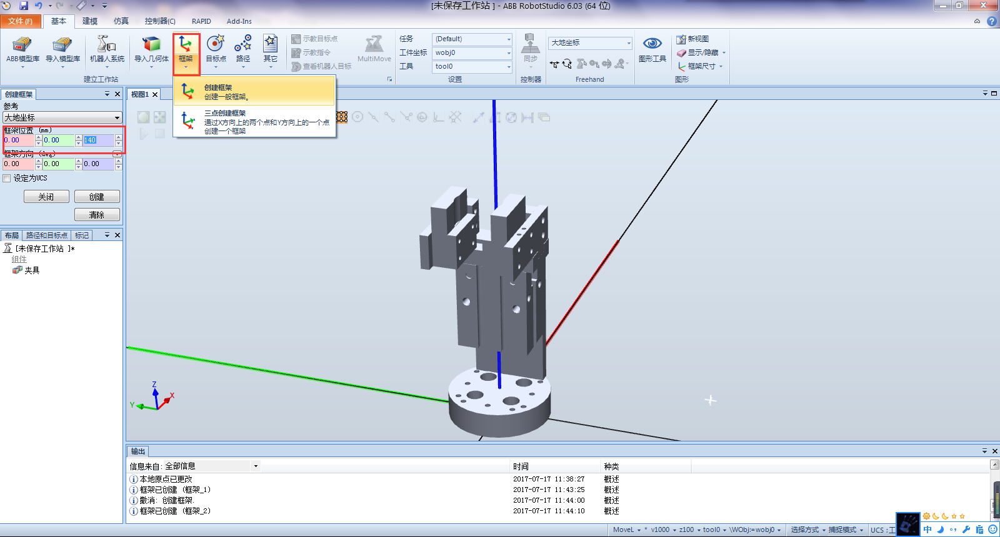 [未保存工作站 ] - ABB RobotStudio 6.03 (64 位)
文件(F) 基本 建模 仿真 控制器(C) RAPID Add-Ins
ABB模型库 导入模型库 机器人系统 导入几何体 框架 目标点 路径 其它
示教目标点
示教指令
查看机器人目标
MultiMove
任务 (Default)
工件坐标 wobj0
工具 tool0
同步
大地坐标
图形工具
新视图
显示/隐藏
框架尺寸
建立工作站 设置 控制器 Freehand 图形
创建框架
创建一般框架。
三点创建框架
通过X方向上的两个点和Y方向上的一个点
创建一个框架
创建框架
参考
大地坐标
框架位置 (mm)
0.00 0.00 140
框架方向 (deg)
0.00 0.00 0.00
设定为UCS
关闭 创建
清除
布局 路径和目标点 标记
[未保存工作站 ]*
组件
夹具
视图1
Z
X
Y
输出
信息来自: 全部信息 时间 种类
本地原点已更改 2017-07-17 11:38:27 概述
框架已创建 (框架_1) 2017-07-17 11:43:25 概述
撤消: 创建框架. 2017-07-17 11:44:00 概述
框架已创建 (框架_2) 2017-07-17 11:44:10 概述
MoveL * v1000 z100 tool0 \WObj:=wobj0 选择方式 捕捉模式 UCS : 工
中